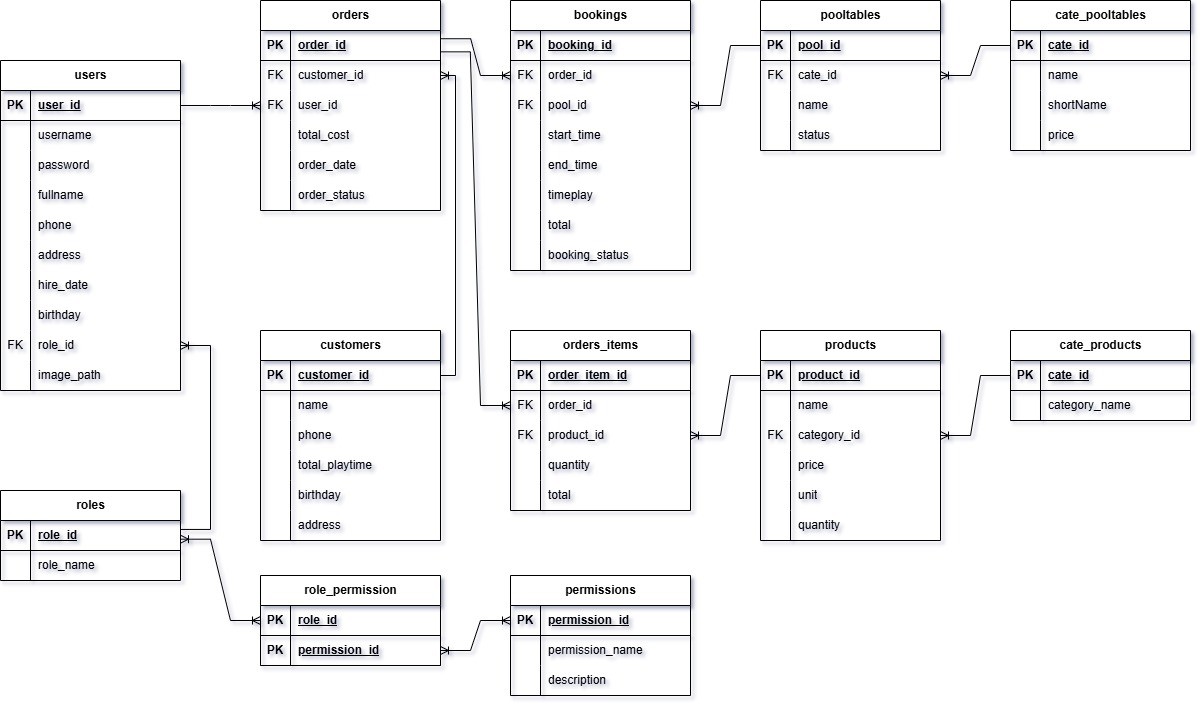 users
PK user_id
username
password
fullname
phone
address
hire_date
birthday
FK role_id
image_path
roles
PK role_id
role_name
orders
PK order_id
FK customer_id
FK user_id
total_cost
order_date
order_status
customers
PK customer_id
name
phone
total_playtime
birthday
address
role_permission
PK role_id
PK permission_id
bookings
PK booking_id
FK order_id
FK pool_id
start_time
end_time
timeplay
total
booking_status
orders_items
PK order_item_id
FK order_id
FK product_id
quantity
total
permissions
PK permission_id
permission_name
description
pooltables
PK pool_id
FK cate_id
name
status
products
PK product_id
name
FK category_id
price
unit
quantity
cate_pooltables
PK cate_id
name
shortName
price
cate_products
PK cate_id
category_name